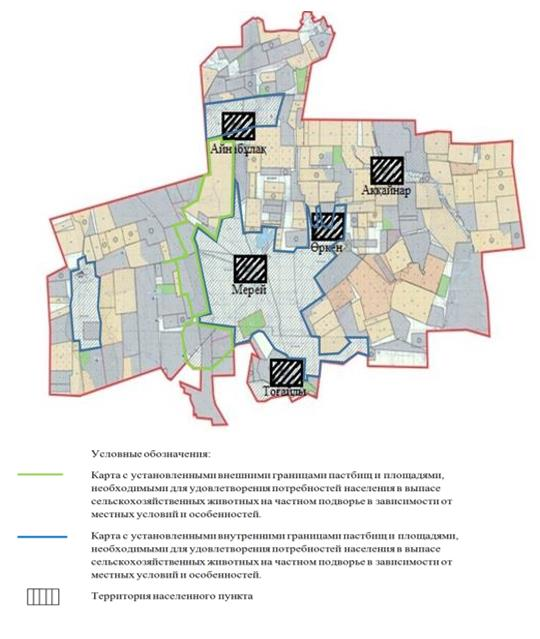 Айнабұлақ
Аққайнар
Өркен
Мерей
Тоғайлы
Условные обозначения:
Карта с установленными внешними границами пастбищ и площадями,
необходимыми для удовлетворения потребностей населения в выпасе
сельскохозяйственных животных на частном подворье в зависимости от
местных условий и особенностей.
Карта с установленными внутренними границами пастбищ и площадями,
необходимыми для удовлетворения потребностей населения в выпасе
сельскохозяйственных животных на частном подворье в зависимости от
местных условий и особенностей.
Территория населенного пункта